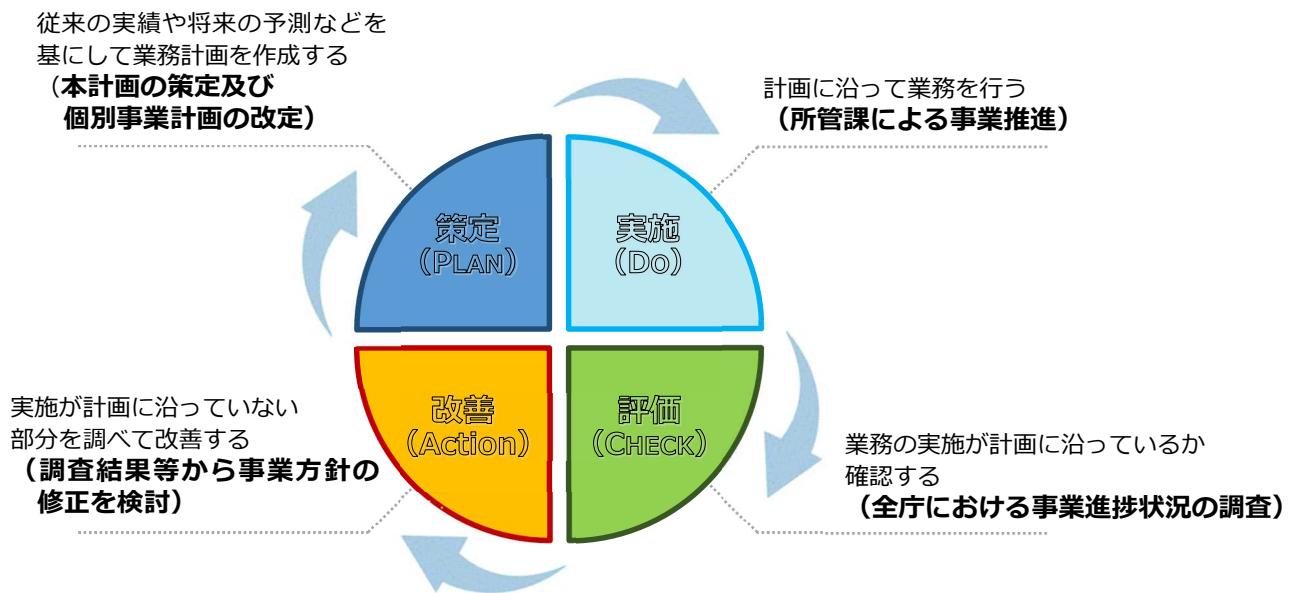 従来の実績や将来の予測などを
基にして業務計画を作成する
（本計画の策定及び
個別事業計画の改定）
計画に沿って業務を行う
（所管課による事業推進）
策定
（PLAN）
実施
（DO）
改善
（Action）
評価
（CHECK）
実施が計画に沿っていない
部分を調べて改善する
（調査結果等から事業方針の
修正を検討）
業務の実施が計画に沿っているか
確認する
（全庁における事業進捗状況の調査）